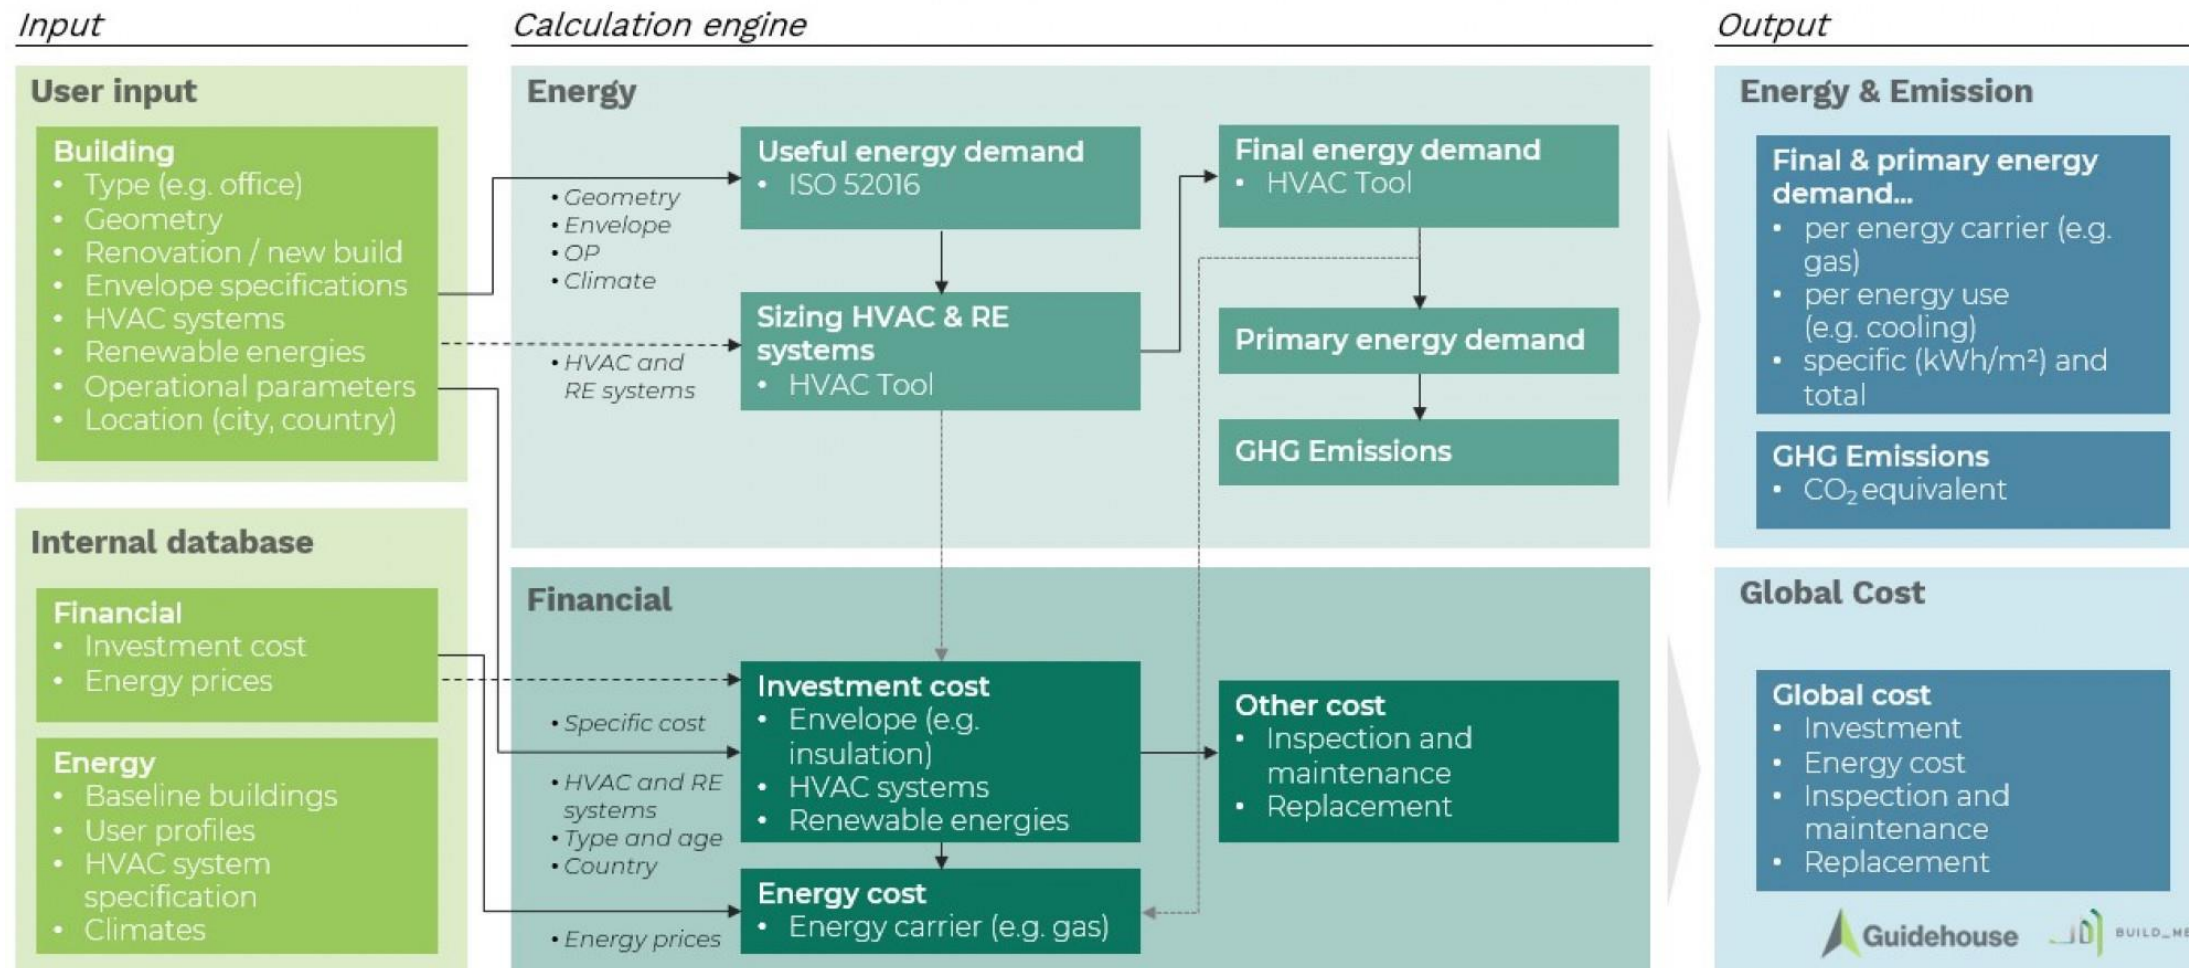 Input
Calculation engine
Output
User input
Building
• Type (e.g. office)
• Geometry
• Renovation / new build
• Envelope specifications
• HVAC systems
• Renewable energies
• Operational parameters
• Location (city, country)
Internal database
Financial
• Investment cost
• Energy prices
Energy
• Baseline buildings
• User profiles
• HVAC system
specification
• Climates
Energy
• Geometry
• Envelope
• OP
• Climate
• HVAC and
RE systems
Useful energy demand
• ISO 52016
Sizing HVAC & RE
systems
• HVAC Tool
Final energy demand
• HVAC Tool
Primary energy demand
GHG Emissions
Financial
• Specific cost
• HVAC and RE
systems
• Type and age
• Country
• Energy prices
Investment cost
• Envelope (e.g.
insulation)
• HVAC systems
• Renewable energies
Energy cost
• Energy carrier (e.g. gas)
Other cost
• Inspection and
maintenance
• Replacement
Energy & Emission
Final & primary energy
demand...
• per energy carrier (e.g.
gas)
• per energy use
(e.g. cooling)
• specific (kWh/m²) and
total
GHG Emissions
• CO₂ equivalent
Global Cost
Global cost
• Investment
• Energy cost
• Inspection and
maintenance
• Replacement
Guidehouse
BUILD_ME